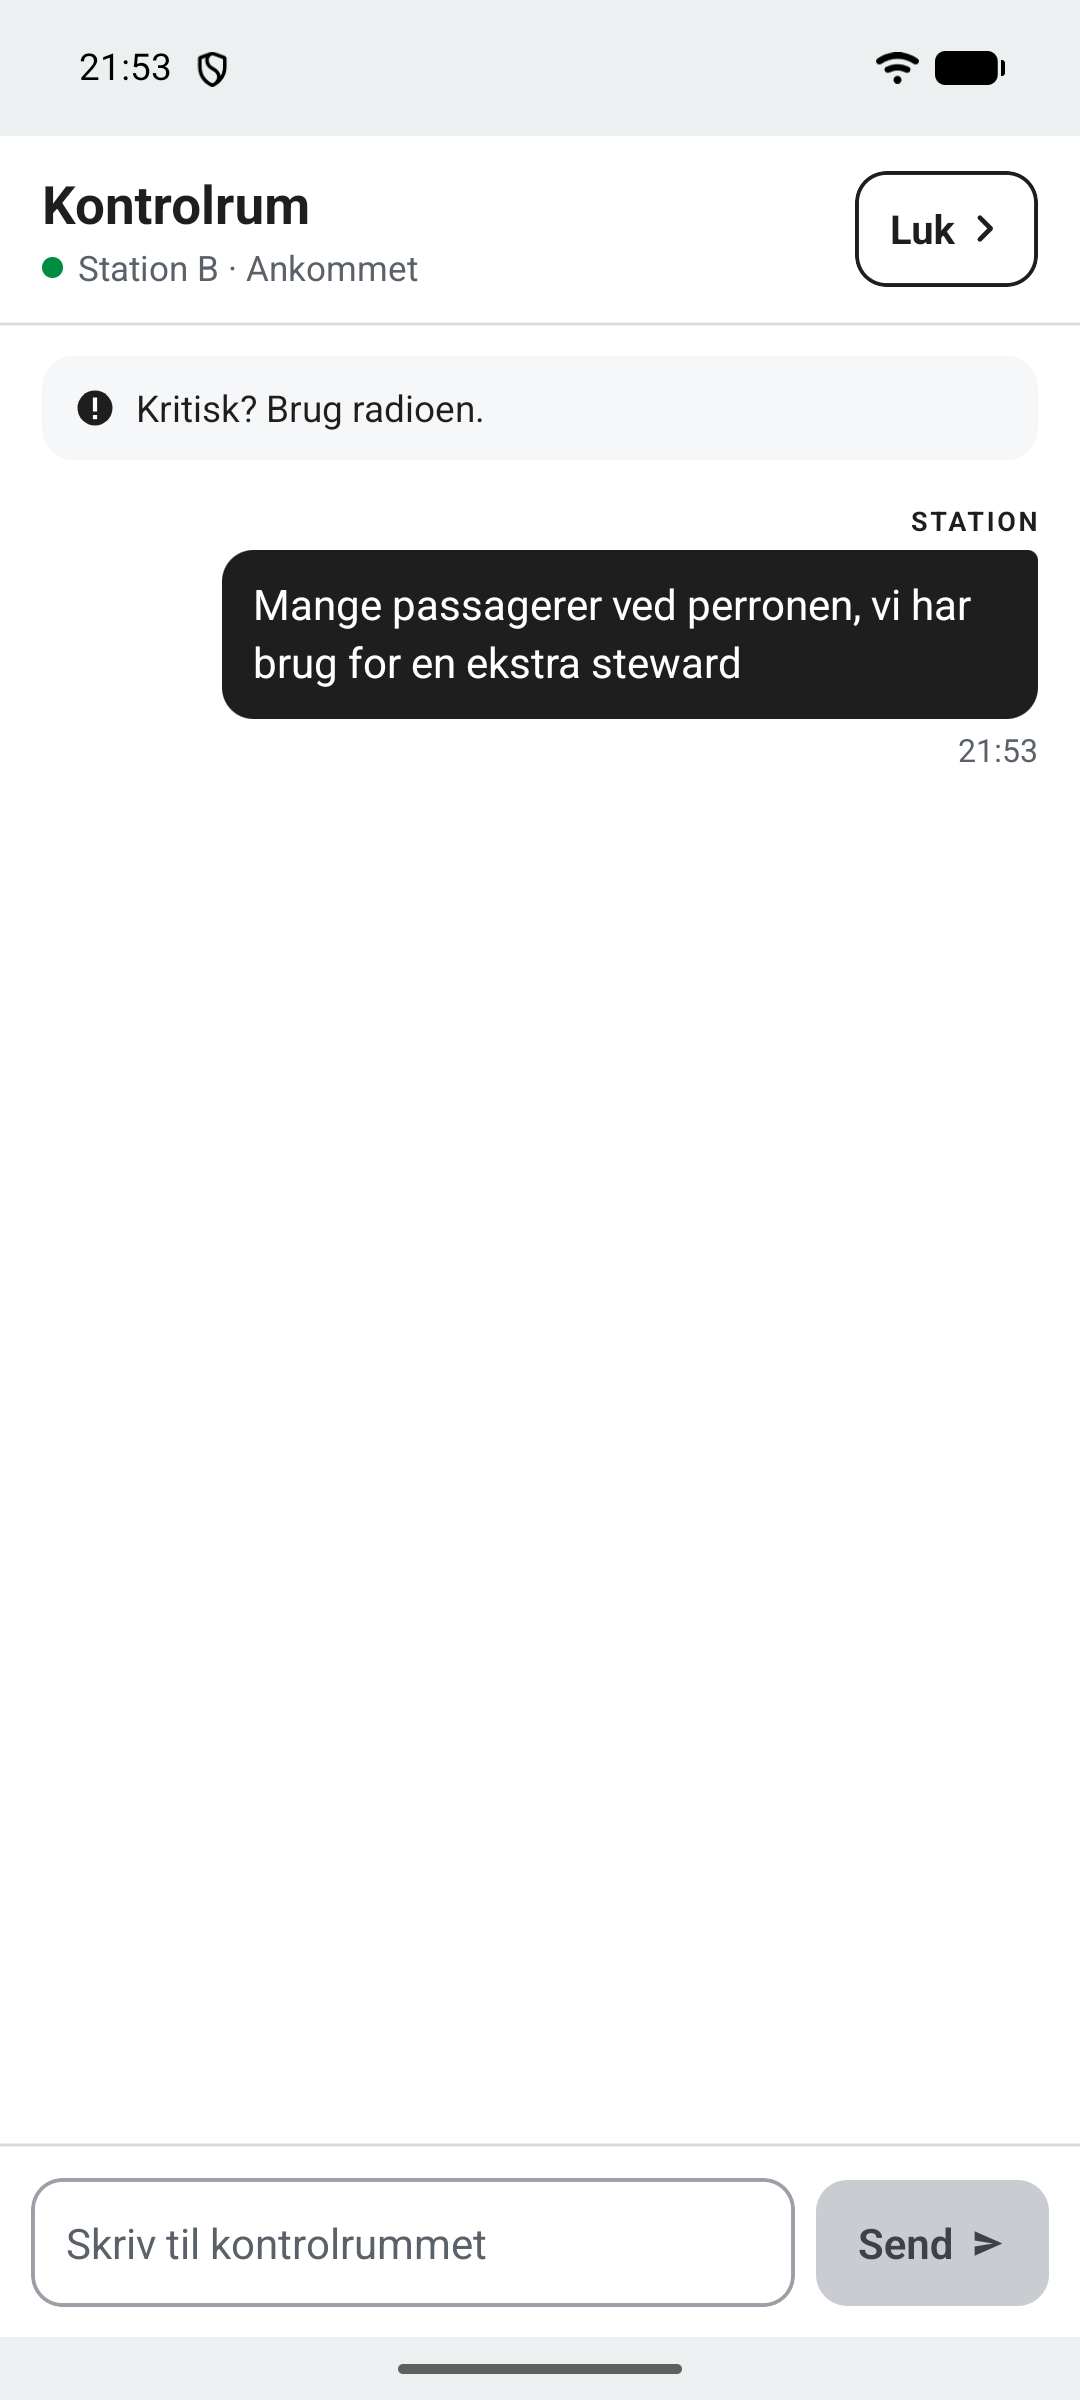 21:53
Kontrolrum
Luk
Station B · Ankommet
Kritisk? Brug radioen.
STATION
Mange passagerer ved perronen, vi har
brug for en ekstra steward
21:53
Skriv til kontrolrummet
Send